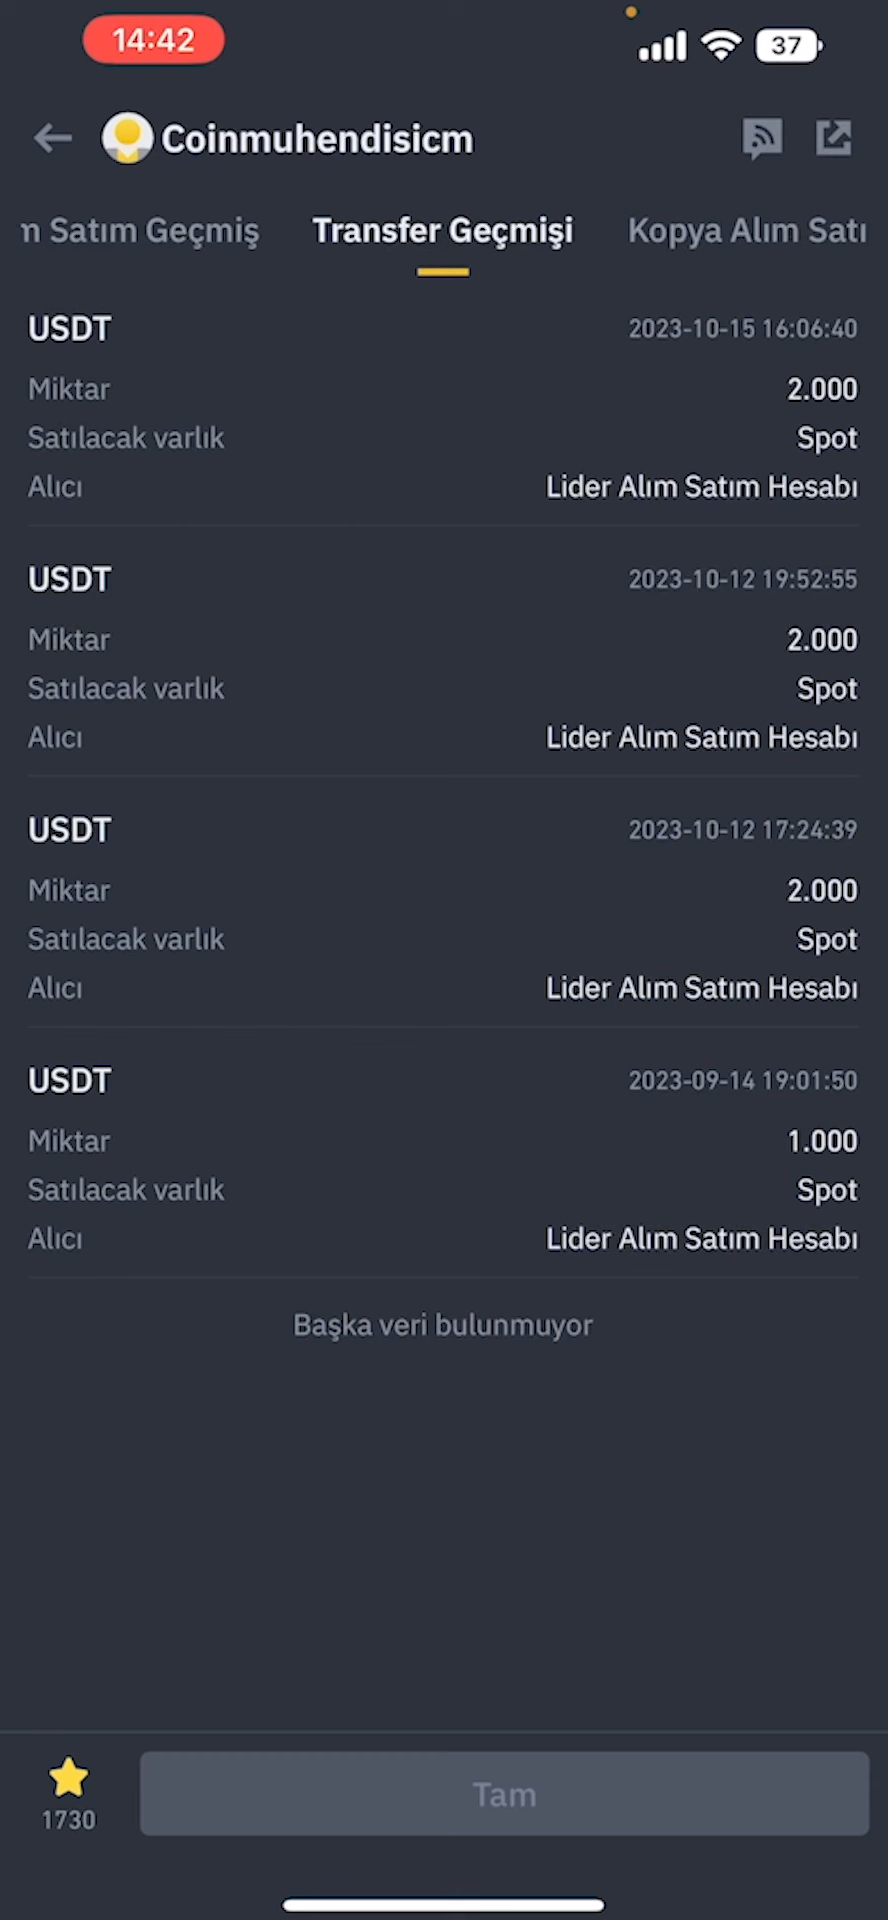 14:42
37
Coinmuhendisicm
m Satım Geçmiş Transfer Geçmişi Kopya Alım Satı
USDT 2023-10-15 16:06:40
Miktar 2.000
Satılacak varlık Spot
Alıcı Lider Alım Satım Hesabı
USDT 2023-10-12 19:52:55
Miktar 2.000
Satılacak varlık Spot
Alıcı Lider Alım Satım Hesabı
USDT 2023-10-12 17:24:39
Miktar 2.000
Satılacak varlık Spot
Alıcı Lider Alım Satım Hesabı
USDT 2023-09-14 19:01:50
Miktar 1.000
Satılacak varlık Spot
Alıcı Lider Alım Satım Hesabı
Başka veri bulunmuyor
Tam
1730